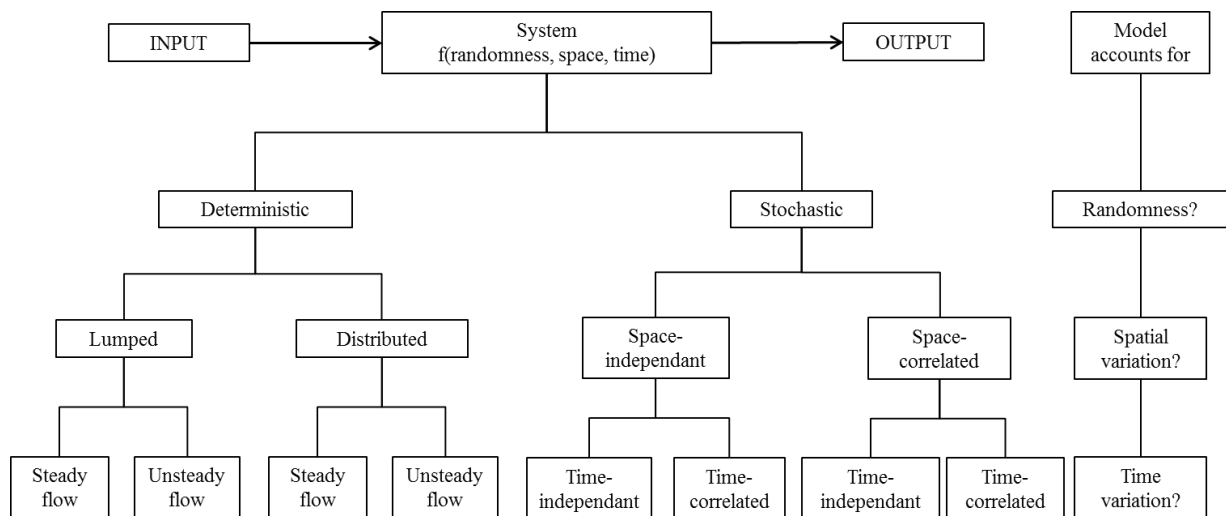 INPUT
System
f(randomness, space, time)
OUTPUT
Model
accounts for
Deterministic
Stochastic
Randomness?
Lumped
Distributed
Space-
independant
Space-
correlated
Spatial
variation?
Steady
flow
Unsteady
flow
Steady
flow
Unsteady
flow
Time-
independant
Time-
correlated
Time-
independant
Time-
correlated
Time
variation?